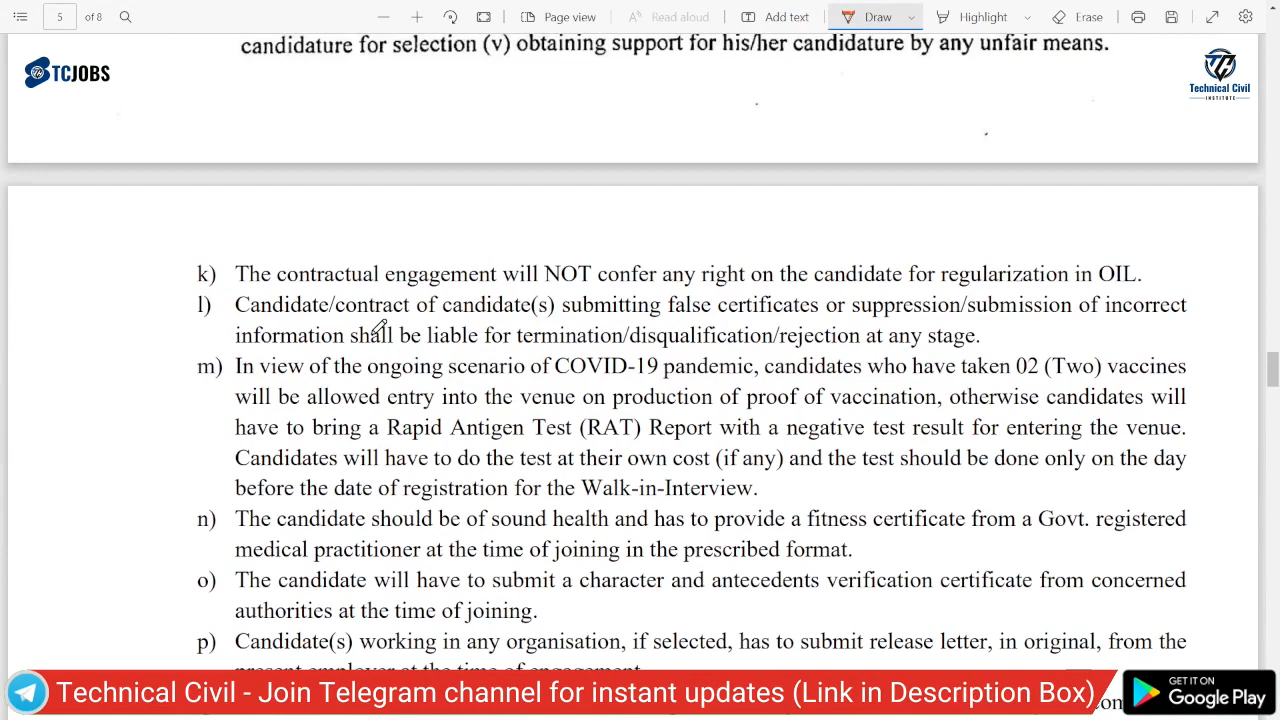 5 of 8 Page view Read aloud Add text Draw Highlight Erase
candidature for selection (v) obtaining support for his/her candidature by any unfair means.
TCJOBS
Technical Civil
INSTITUTE
k) The contractual engagement will NOT confer any right on the candidate for regularization in OIL.
l) Candidate/contract of candidate(s) submitting false certificates or suppression/submission of incorrect
information shall be liable for termination/disqualification/rejection at any stage.
m) In view of the ongoing scenario of COVID-19 pandemic, candidates who have taken 02 (Two) vaccines
will be allowed entry into the venue on production of proof of vaccination, otherwise candidates will
have to bring a Rapid Antigen Test (RAT) Report with a negative test result for entering the venue.
Candidates will have to do the test at their own cost (if any) and the test should be done only on the day
before the date of registration for the Walk-in-Interview.
n) The candidate should be of sound health and has to provide a fitness certificate from a Govt. registered
medical practitioner at the time of joining in the prescribed format.
o) The candidate will have to submit a character and antecedents verification certificate from concerned
authorities at the time of joining.
p) Candidate(s) working in any organisation, if selected, has to submit release letter, in original, from the
present employer at the time of engagement
Technical Civil - Join Telegram channel for instant updates (Link in Description Box)
GET IT ON
Google Play